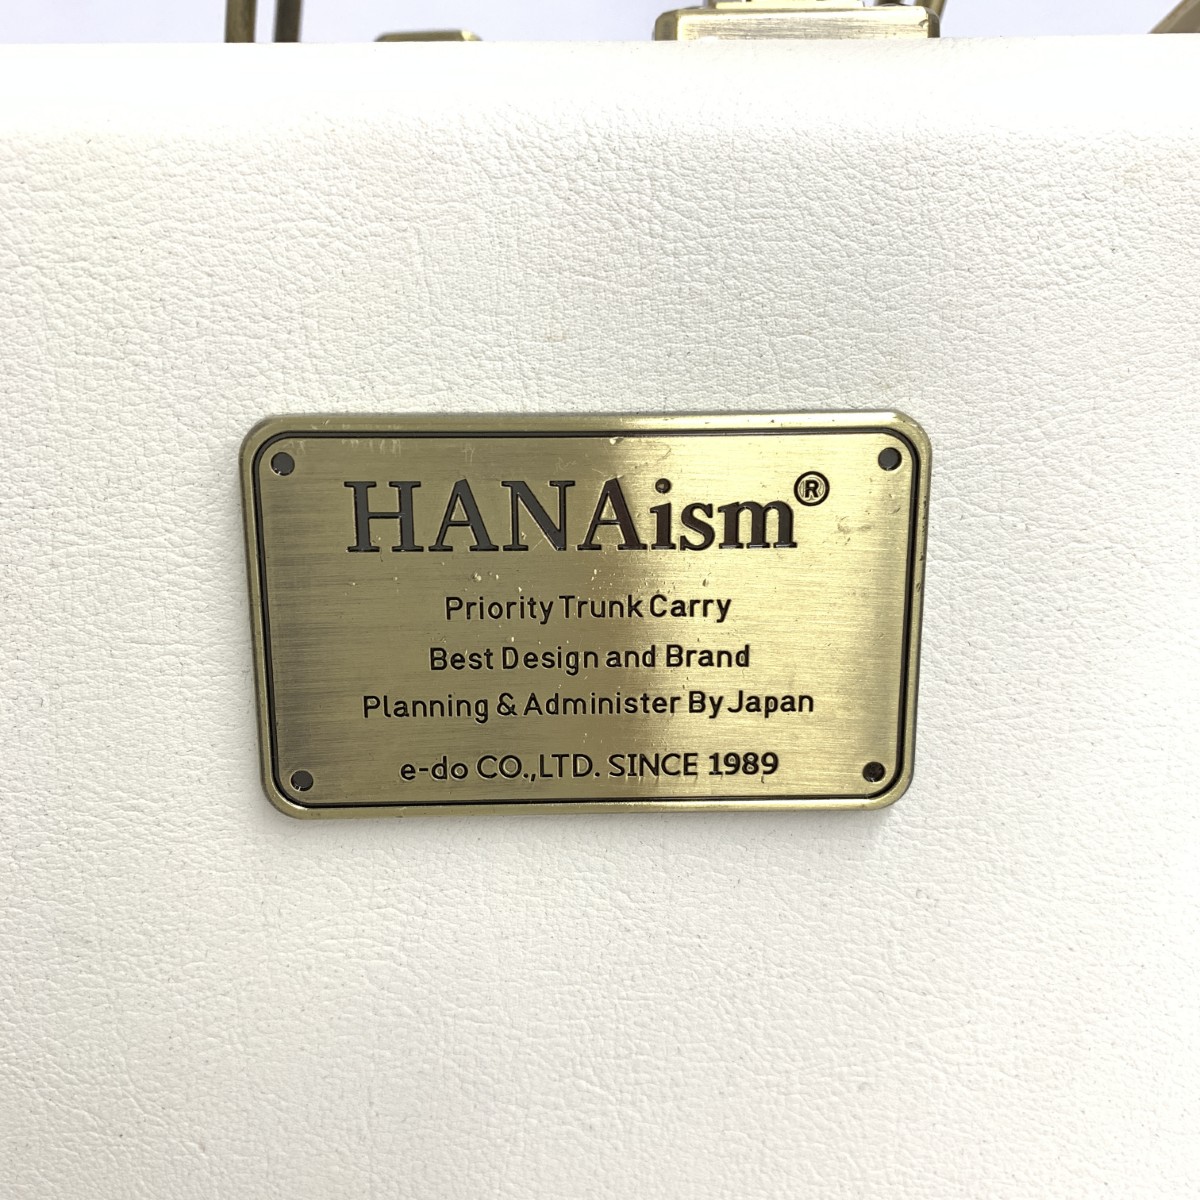 HANAism®
Priority Trunk Carry
Best Design and Brand
Planning & Administer By Japan
e-do CO.,LTD. SINCE 1989